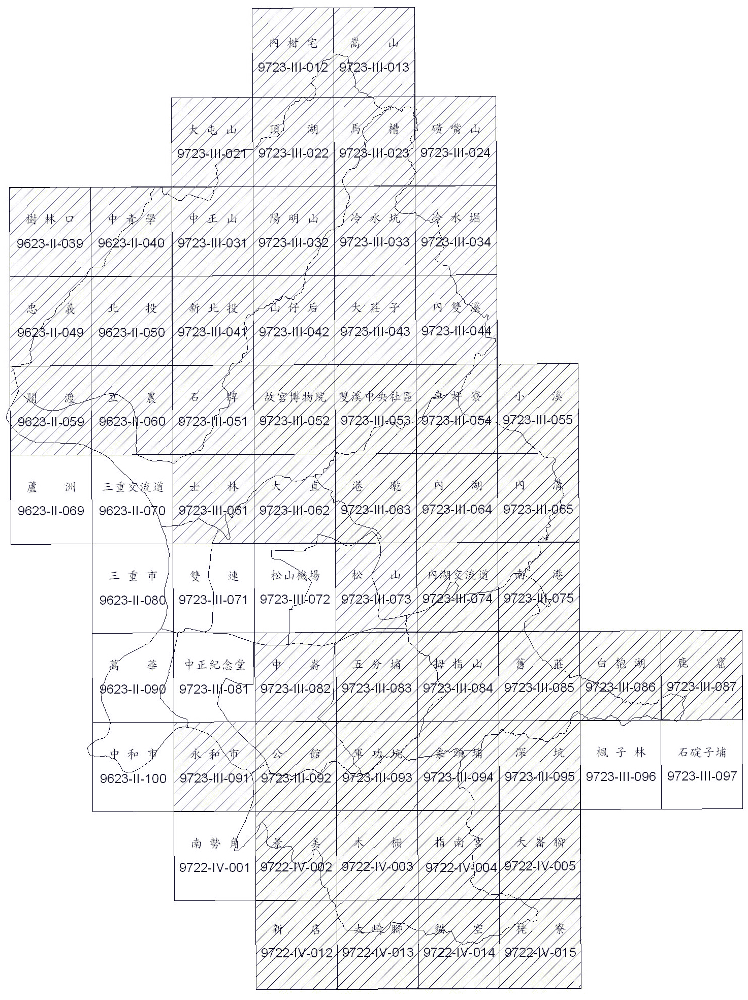 內柑宅 嵩山
9723-III-012 9723-III-013
大屯山 頂湖 馬槽 磺嘴山
9723-III-021 9723-III-022 9723-III-023 9723-III-024
樹林口 中青學 中正山 陽明山 冷水坑 冷水堀
9623-II-039 9623-II-040 9723-III-031 9723-III-032 9723-III-033 9723-III-034
忠義 北投 新北投 山仔后 大莊子 內雙溪
9623-II-049 9623-II-050 9723-III-041 9723-III-042 9723-III-043 9723-III-044
關渡 立農 石牌 故宮博物院 雙溪中央社區 車坪寮 小溪
9623-II-059 9623-II-060 9723-III-051 9723-III-052 9723-III-053 9723-III-054 9723-III-055
蘆洲 三重交流道 士林 大直 港墘 內湖 內溝
9623-II-069 9623-II-070 9723-III-061 9723-III-062 9723-III-063 9723-III-064 9723-III-065
三重市 雙連 松山機場 松山 內湖交流道 南港
9623-II-080 9723-III-071 9723-III-072 9723-III-073 9723-III-074 9723-III-075
萬華 中正紀念堂 中崙 五分埔 拇指山 舊莊 白匏湖 鹿窟
9623-II-090 9723-III-081 9723-III-082 9723-III-083 9723-III-084 9723-III-085 9723-III-086 9723-III-087
中和市 永和市 公館 軍功坑 象頭埔 深坑 楓子林 石碇子埔
9623-II-100 9723-III-091 9723-III-092 9723-III-093 9723-III-094 9723-III-095 9723-III-096 9723-III-097
南勢角 景美 木柵 指南宮 大崙腳
9722-IV-001 9722-IV-002 9722-IV-003 9722-IV-004 9722-IV-005
新店 大崎腳 貓空 栳寮
9722-IV-012 9722-IV-013 9722-IV-014 9722-IV-015